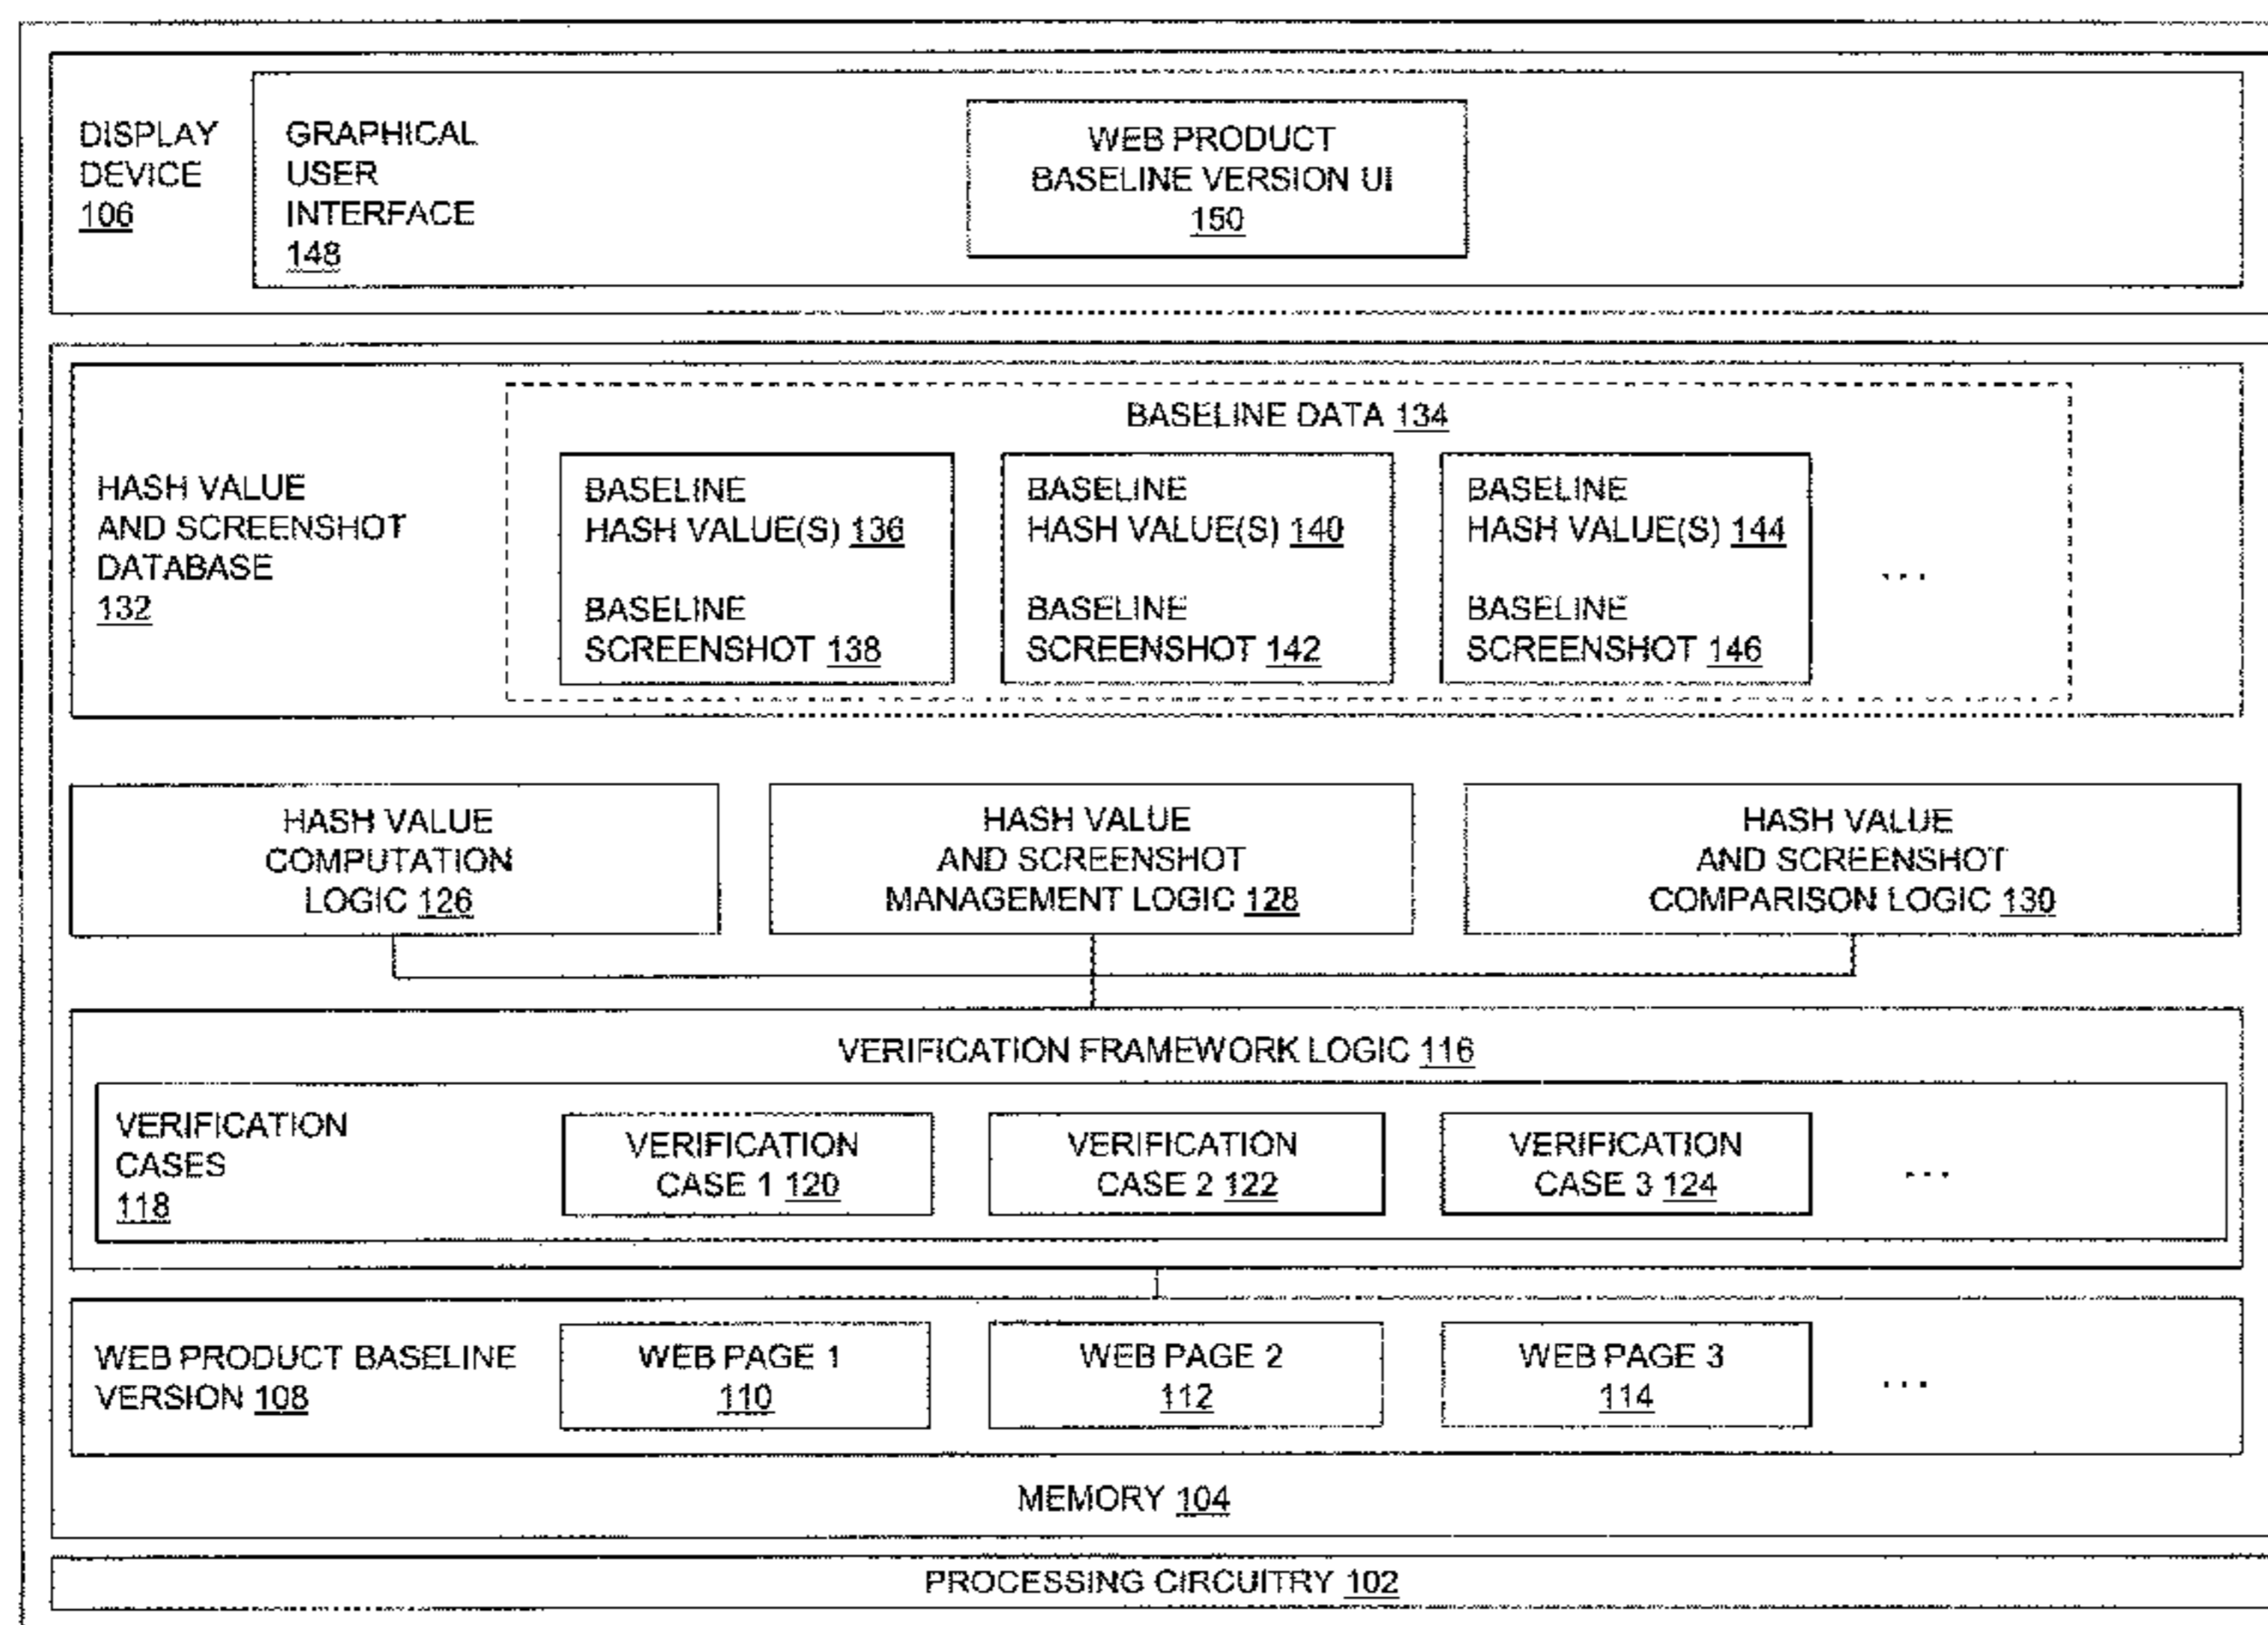 DISPLAY
DEVICE
106
GRAPHICAL
USER
INTERFACE
148
WEB PRODUCT
BASELINE VERSION UI
150
HASH VALUE
AND SCREENSHOT
DATABASE
132
BASELINE DATA 134
BASELINE
HASH VALUE(S) 136
BASELINE
SCREENSHOT 138
BASELINE
HASH VALUE(S) 140
BASELINE
SCREENSHOT 142
BASELINE
HASH VALUE(S) 144
BASELINE
SCREENSHOT 146
...
HASH VALUE
COMPUTATION
LOGIC 126
HASH VALUE
AND SCREENSHOT
MANAGEMENT LOGIC 128
HASH VALUE
AND SCREENSHOT
COMPARISON LOGIC 130
VERIFICATION FRAMEWORK LOGIC 116
VERIFICATION
CASES
118
VERIFICATION
CASE 1 120
VERIFICATION
CASE 2 122
VERIFICATION
CASE 3 124
...
WEB PRODUCT BASELINE
VERSION 108
WEB PAGE 1
110
WEB PAGE 2
112
WEB PAGE 3
114
...
MEMORY 104
PROCESSING CIRCUITRY 102